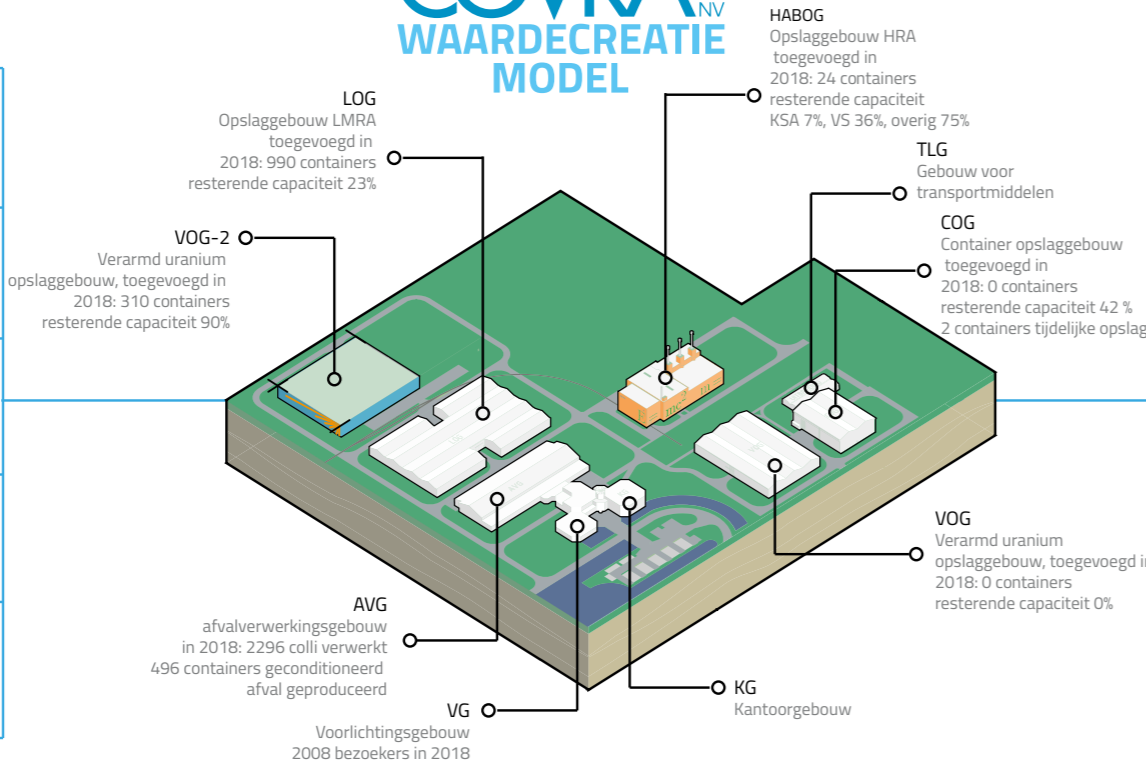 COVRA NV
WAARDECREATIE
MODEL
HABOG
Opslaggebouw HRA
toegevoegd in
2018: 24 containers
resterende capaciteit
KSA 7%, VS 36%, overig 75%
LOG
Opslaggebouw LMRA
toegevoegd in
2018: 990 containers
resterende capaciteit 23%
TLG
Gebouw voor
transportmiddelen
COG
Container opslaggebouw
toegevoegd in
2018: 0 containers
resterende capaciteit 42 %
2 containers tijdelijke opslag
VOG-2
Verarmd uranium
opslaggebouw, toegevoegd in
2018: 310 containers
resterende capaciteit 90%
VOG
Verarmd uranium
opslaggebouw, toegevoegd in
2018: 0 containers
resterende capaciteit 0%
AVG
afvalverwerkingsgebouw
in 2018: 2296 colli verwerkt
496 containers geconditioneerd
afval geproduceerd
KG
Kantoorgebouw
VG
Voorlichtingsgebouw
2008 bezoekers in 2018
AVG